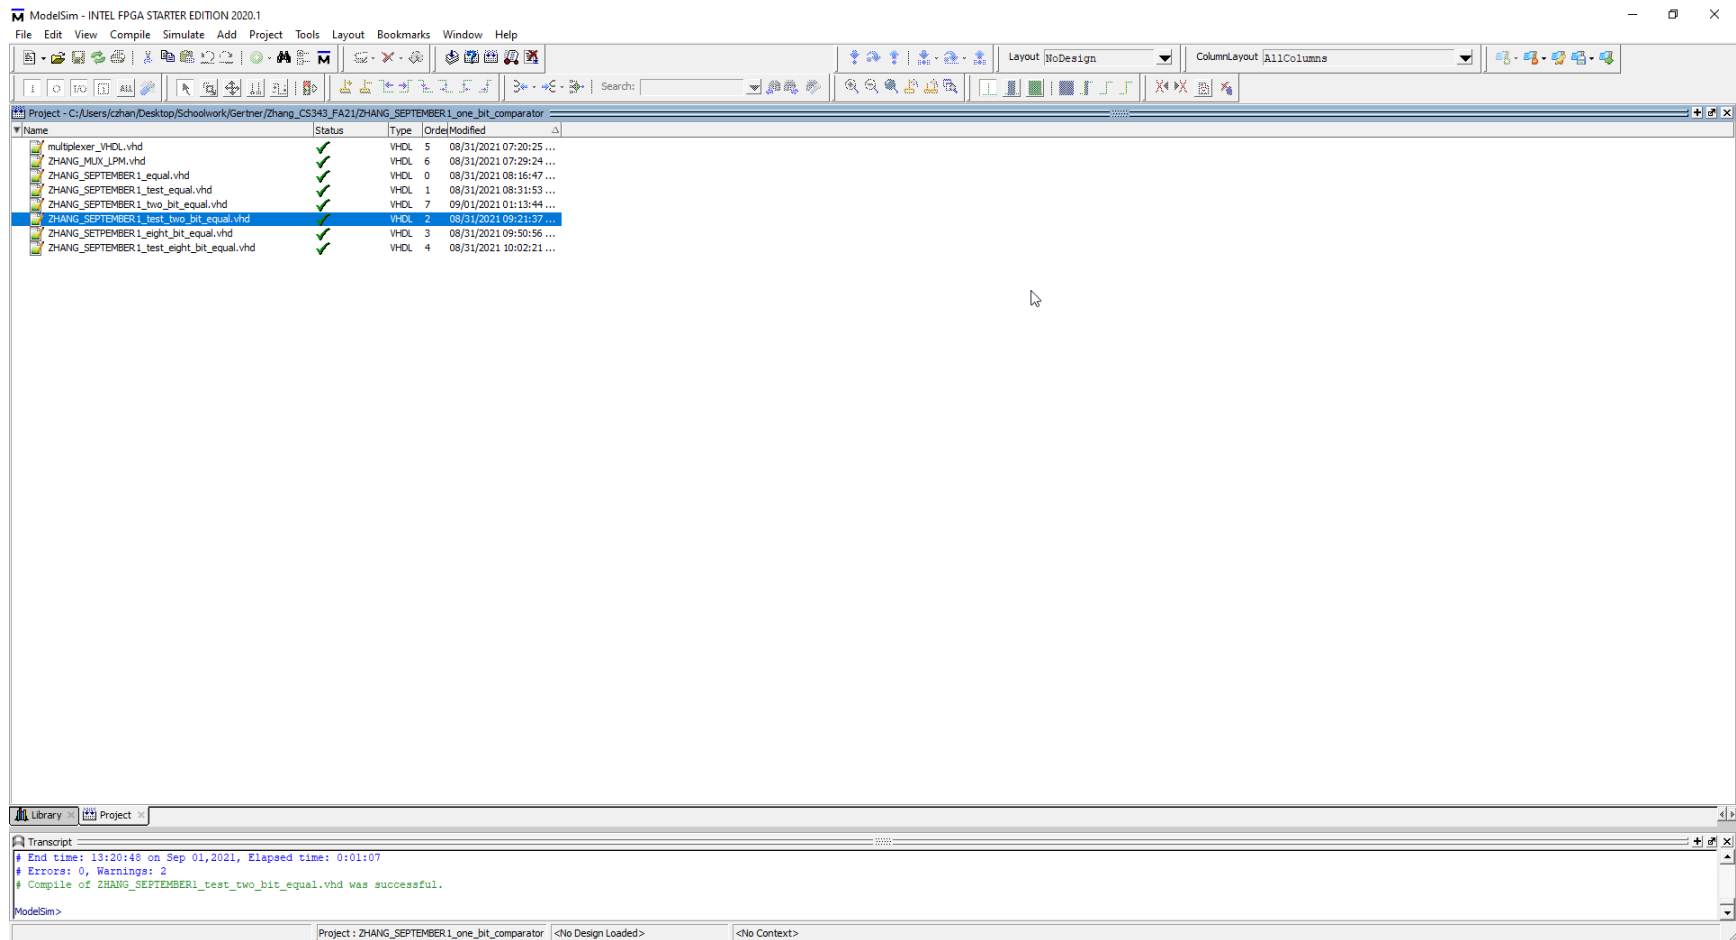 ModelSim - INTEL FPGA STARTER EDITION 2020.1
File Edit View Compile Simulate Add Project Tools Layout Bookmarks Window Help
Layout NoDesign ColumnLayout AllColumns
Search:
Project - C:/Users/czhan/Desktop/Schoolwork/Gertner/Zhang_CS343_FA21/ZHANG_SEPTEMBER1_one_bit_comparator
Name Status Type Order Modified
multiplexer_VHDL.vhd VHDL 5 08/31/2021 07:20:25 ...
ZHANG_MUX_LPM.vhd VHDL 6 08/31/2021 07:29:24 ...
ZHANG_SEPTEMBER1_equal.vhd VHDL 0 08/31/2021 08:16:47 ...
ZHANG_SEPTEMBER1_test_equal.vhd VHDL 1 08/31/2021 08:31:53 ...
ZHANG_SEPTEMBER1_two_bit_equal.vhd VHDL 7 09/01/2021 01:13:44 ...
ZHANG_SEPTEMBER1_test_two_bit_equal.vhd VHDL 2 08/31/2021 09:21:37 ...
ZHANG_SETPEMBER1_eight_bit_equal.vhd VHDL 3 08/31/2021 09:50:56 ...
ZHANG_SEPTEMBER1_test_eight_bit_equal.vhd VHDL 4 08/31/2021 10:02:21 ...
Library Project
Transcript
# End time: 13:20:48 on Sep 01,2021, Elapsed time: 0:01:07
# Errors: 0, Warnings: 2
# Compile of ZHANG_SEPTEMBER1_test_two_bit_equal.vhd was successful.
ModelSim>
Project : ZHANG_SEPTEMBER1_one_bit_comparator <No Design Loaded> <No Context>